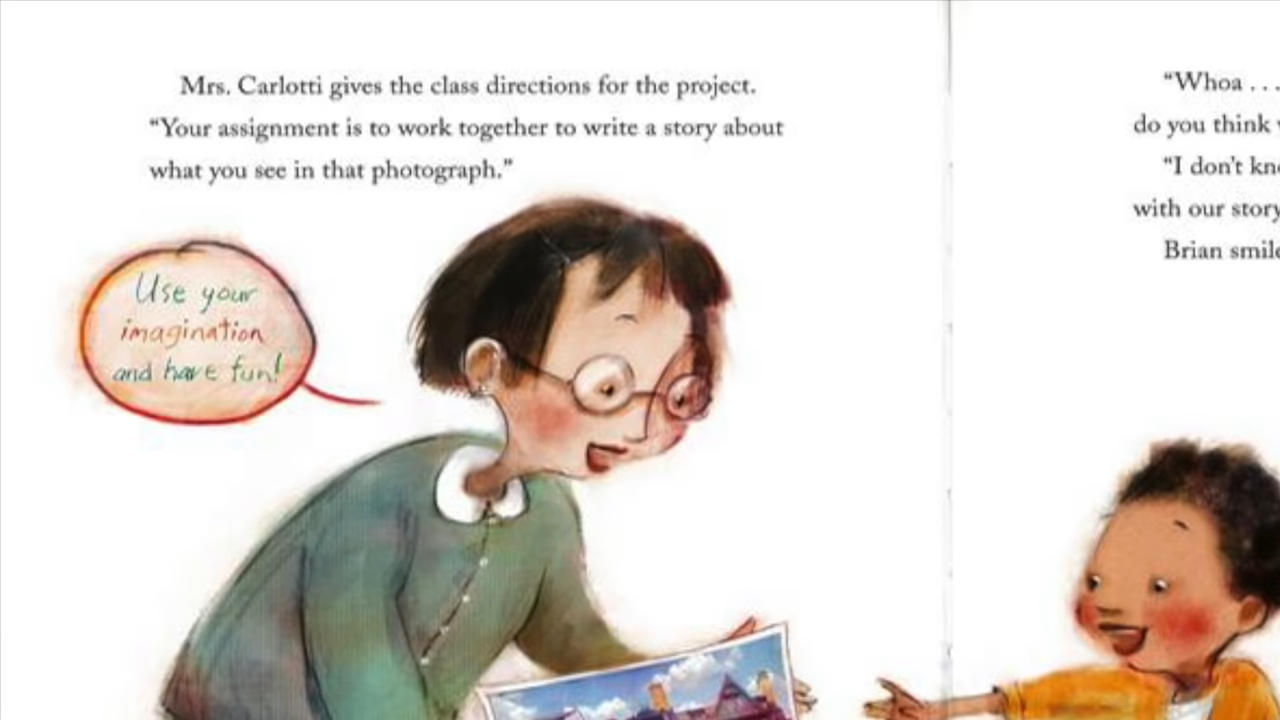 Mrs. Carlotti gives the class directions for the project.
“Your assignment is to work together to write a story about
what you see in that photograph.”
Use your
imagination
and have fun!
“Whoa . . .
do you think
“I don’t
with our story
Brian